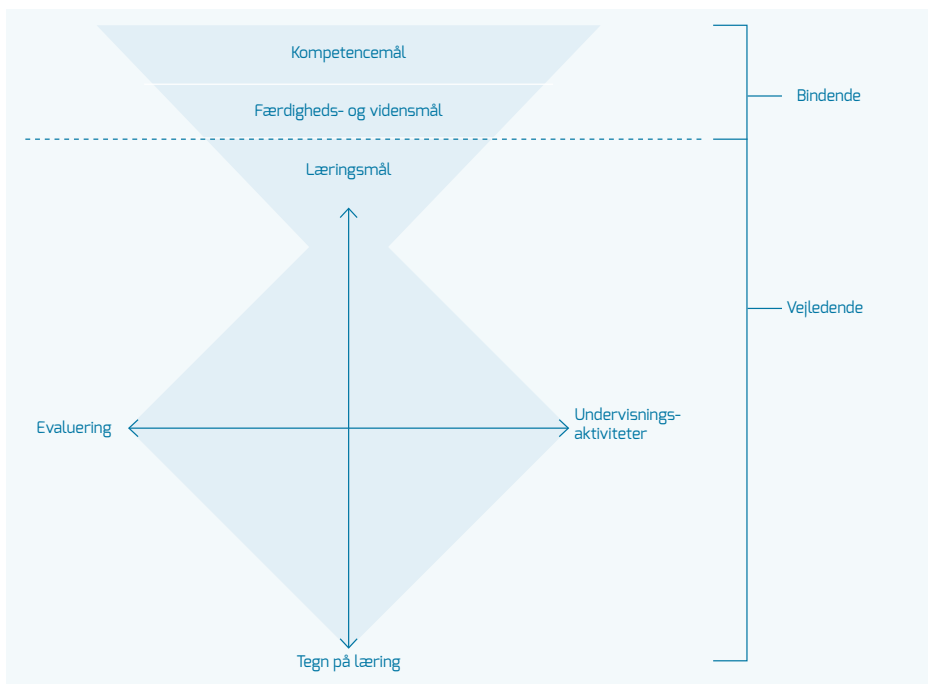 Kompetencemål
Bindende
Færdigheds- og vidensmål
Læringsmål
Vejledende
Evaluering
Undervisnings-
aktiviteter
Tegn på læring